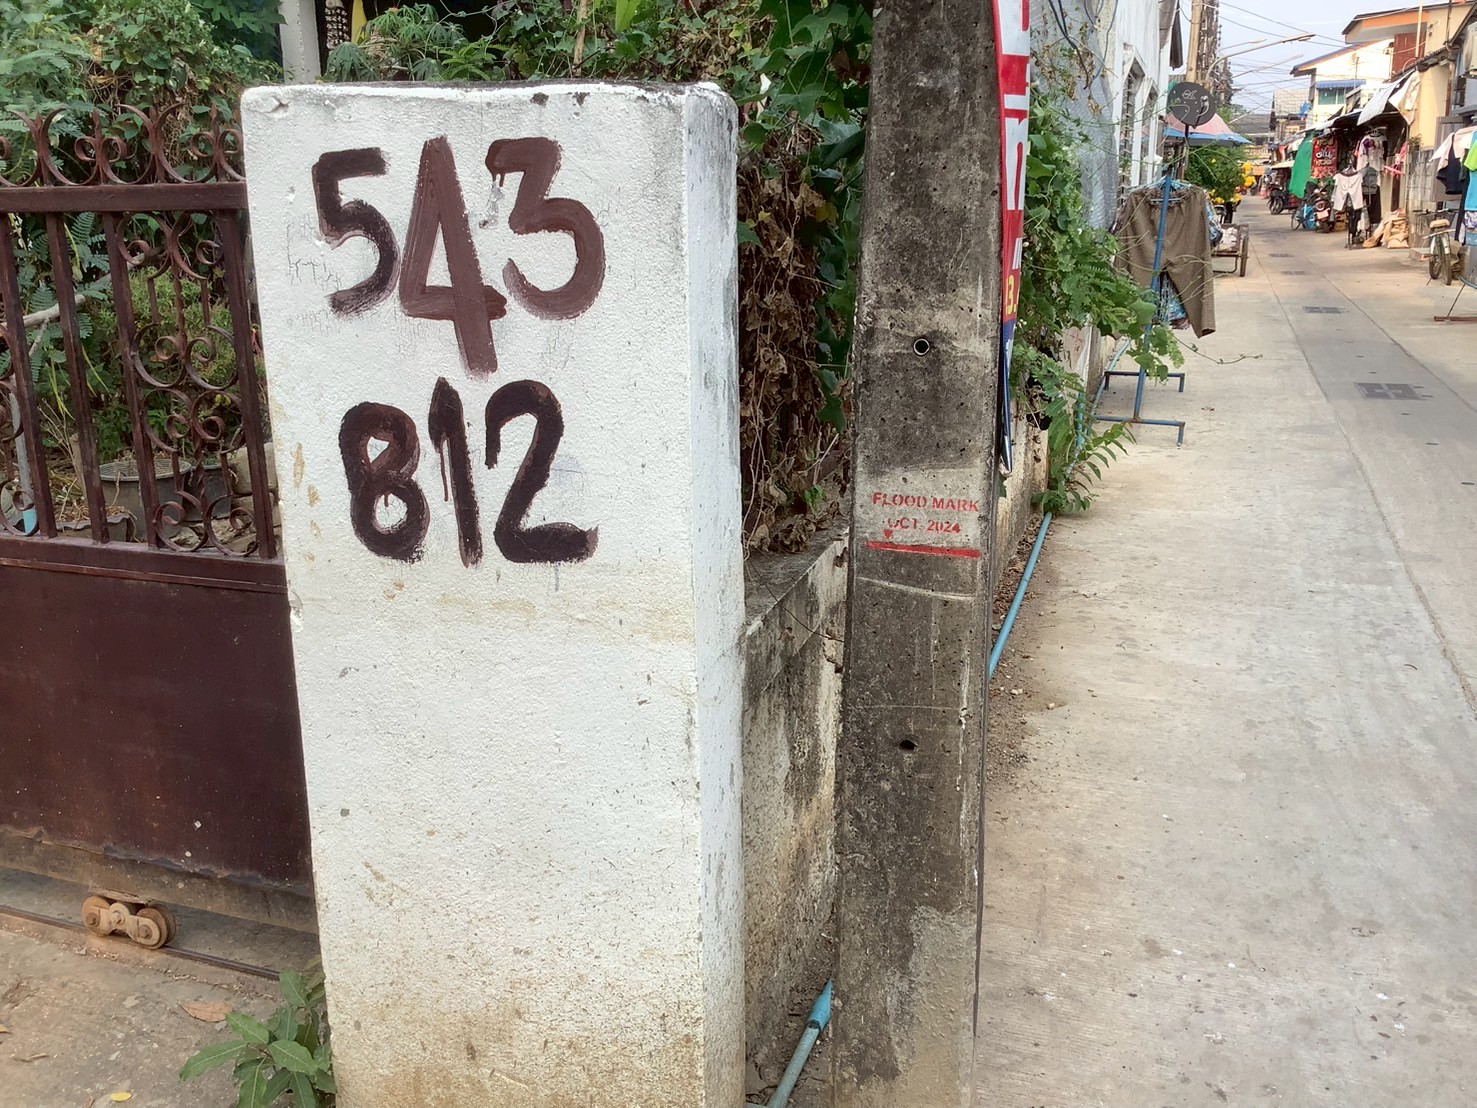 543
812
FLOOD MARK
OCT. 2024